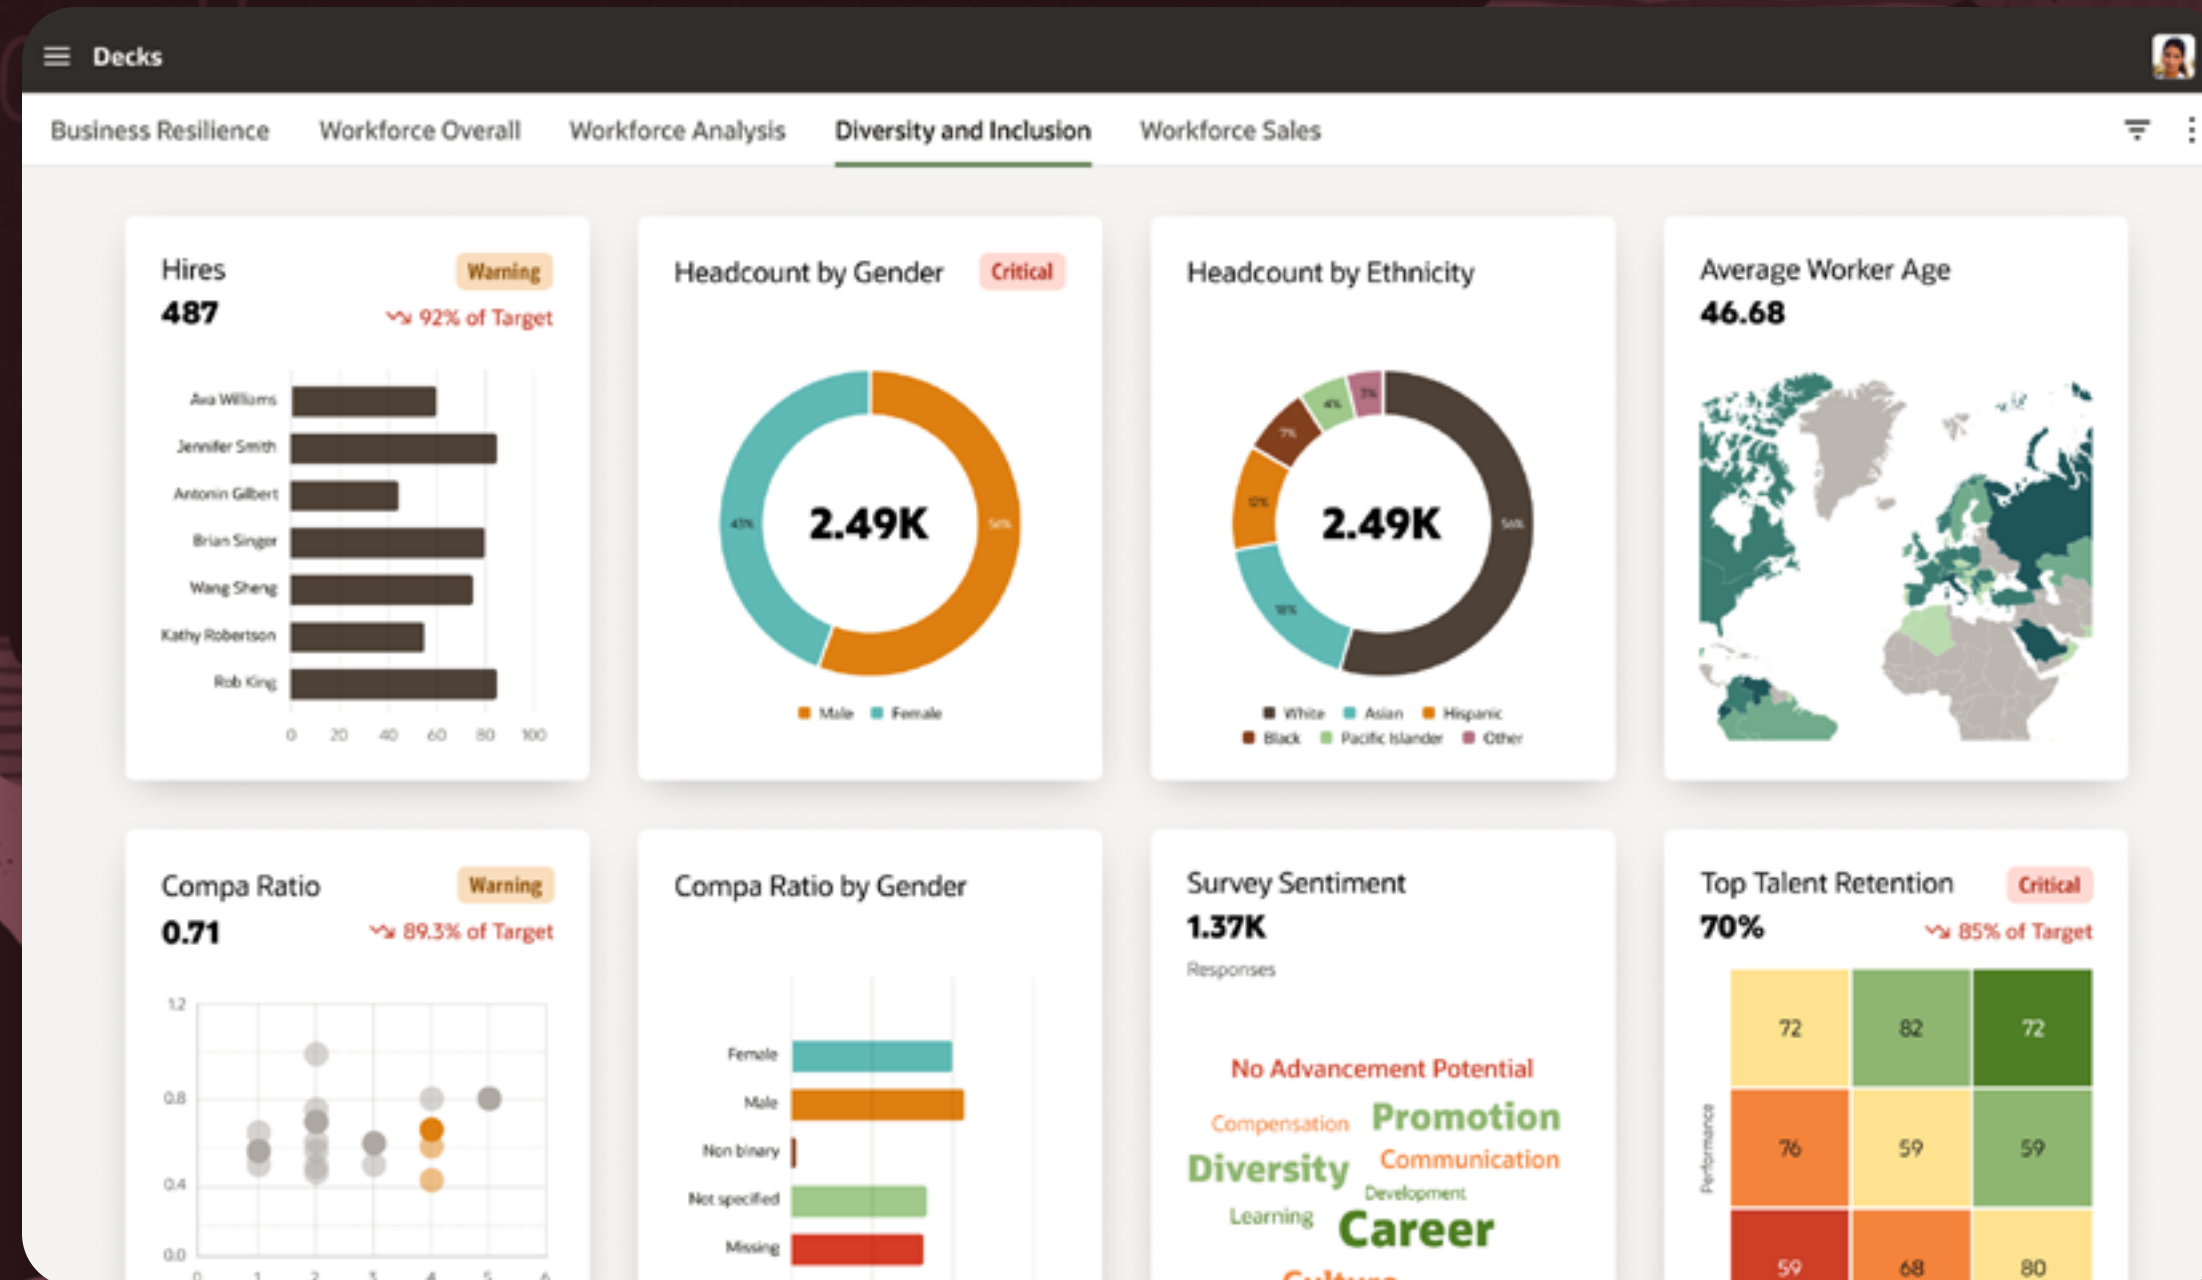 Decks
Business Resilience Workforce Overall Workforce Analysis Diversity and Inclusion Workforce Sales
Hires
Warning
487
92% of Target
Ava Williams
Jennifer Smith
Antonin Gilbert
Brian Singer
Wang Sheng
Kathy Robertson
Rob King
0 20 40 60 80 100
Headcount by Gender
Critical
2.49K
Male Female
Headcount by Ethnicity
4%
7%
12%
18%
56%
2.49K
White Asian Hispanic
Black Pacific Islander Other
Average Worker Age
46.68
Compa Ratio
Warning
0.71
89.3% of Target
1.2
0.8
0.4
0.0
Compa Ratio by Gender
Female
Male
Non binary
Not specified
Missing
Survey Sentiment
1.37K
Responses
No Advancement Potential
Compensation Promotion
Diversity Communication
Development
Learning Career
Culture
Top Talent Retention
Critical
70%
85% of Target
Performance
72 82 72
76 59 59
59 68 80